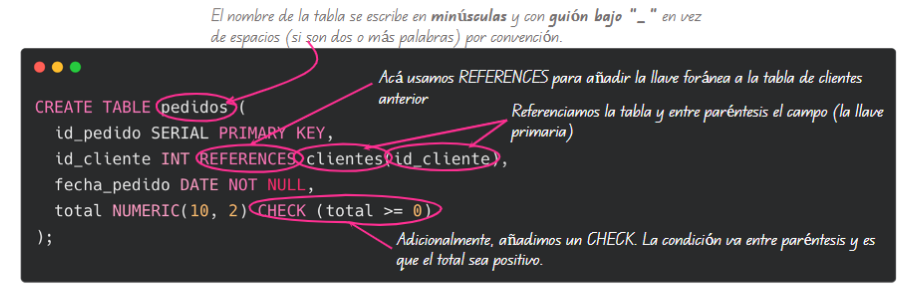 El nombre de la tabla se escribe en minúsculas y con guión bajo "_" en vez
de espacios (si son dos o más palabras) por convención.
Acá usamos REFERENCES para añadir la llave foránea a la tabla de clientes
anterior
CREATE TABLE pedidos (
Referenciamos la tabla y entre paréntesis el campo (la llave
primaria)
id_pedido SERIAL PRIMARY KEY,
id_cliente INT REFERENCES clientes(id_cliente),
fecha_pedido DATE NOT NULL,
total NUMERIC(10, 2) CHECK (total >= 0)
);
Adicionalmente, añadimos un CHECK. La condición va entre paréntesis y es
que el total sea positivo.